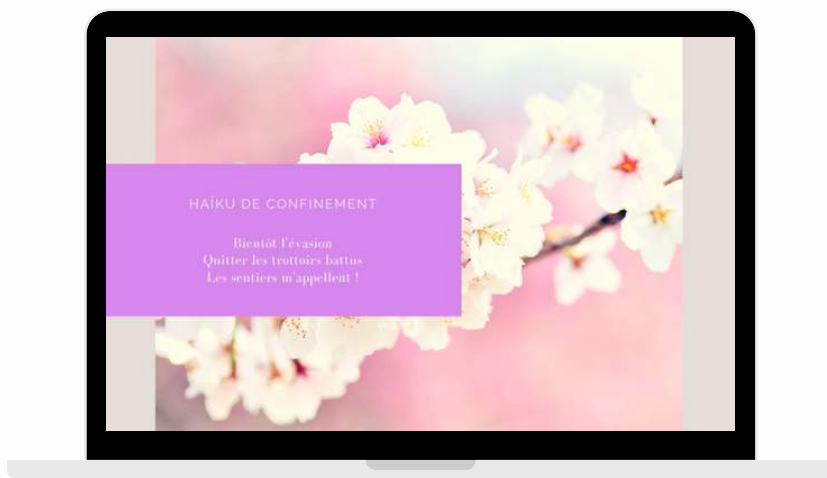 HAÏKU DE CONFINEMENT
Bientôt l'évasion
Quitter les trottoirs battus
Les sentiers m'appellent !